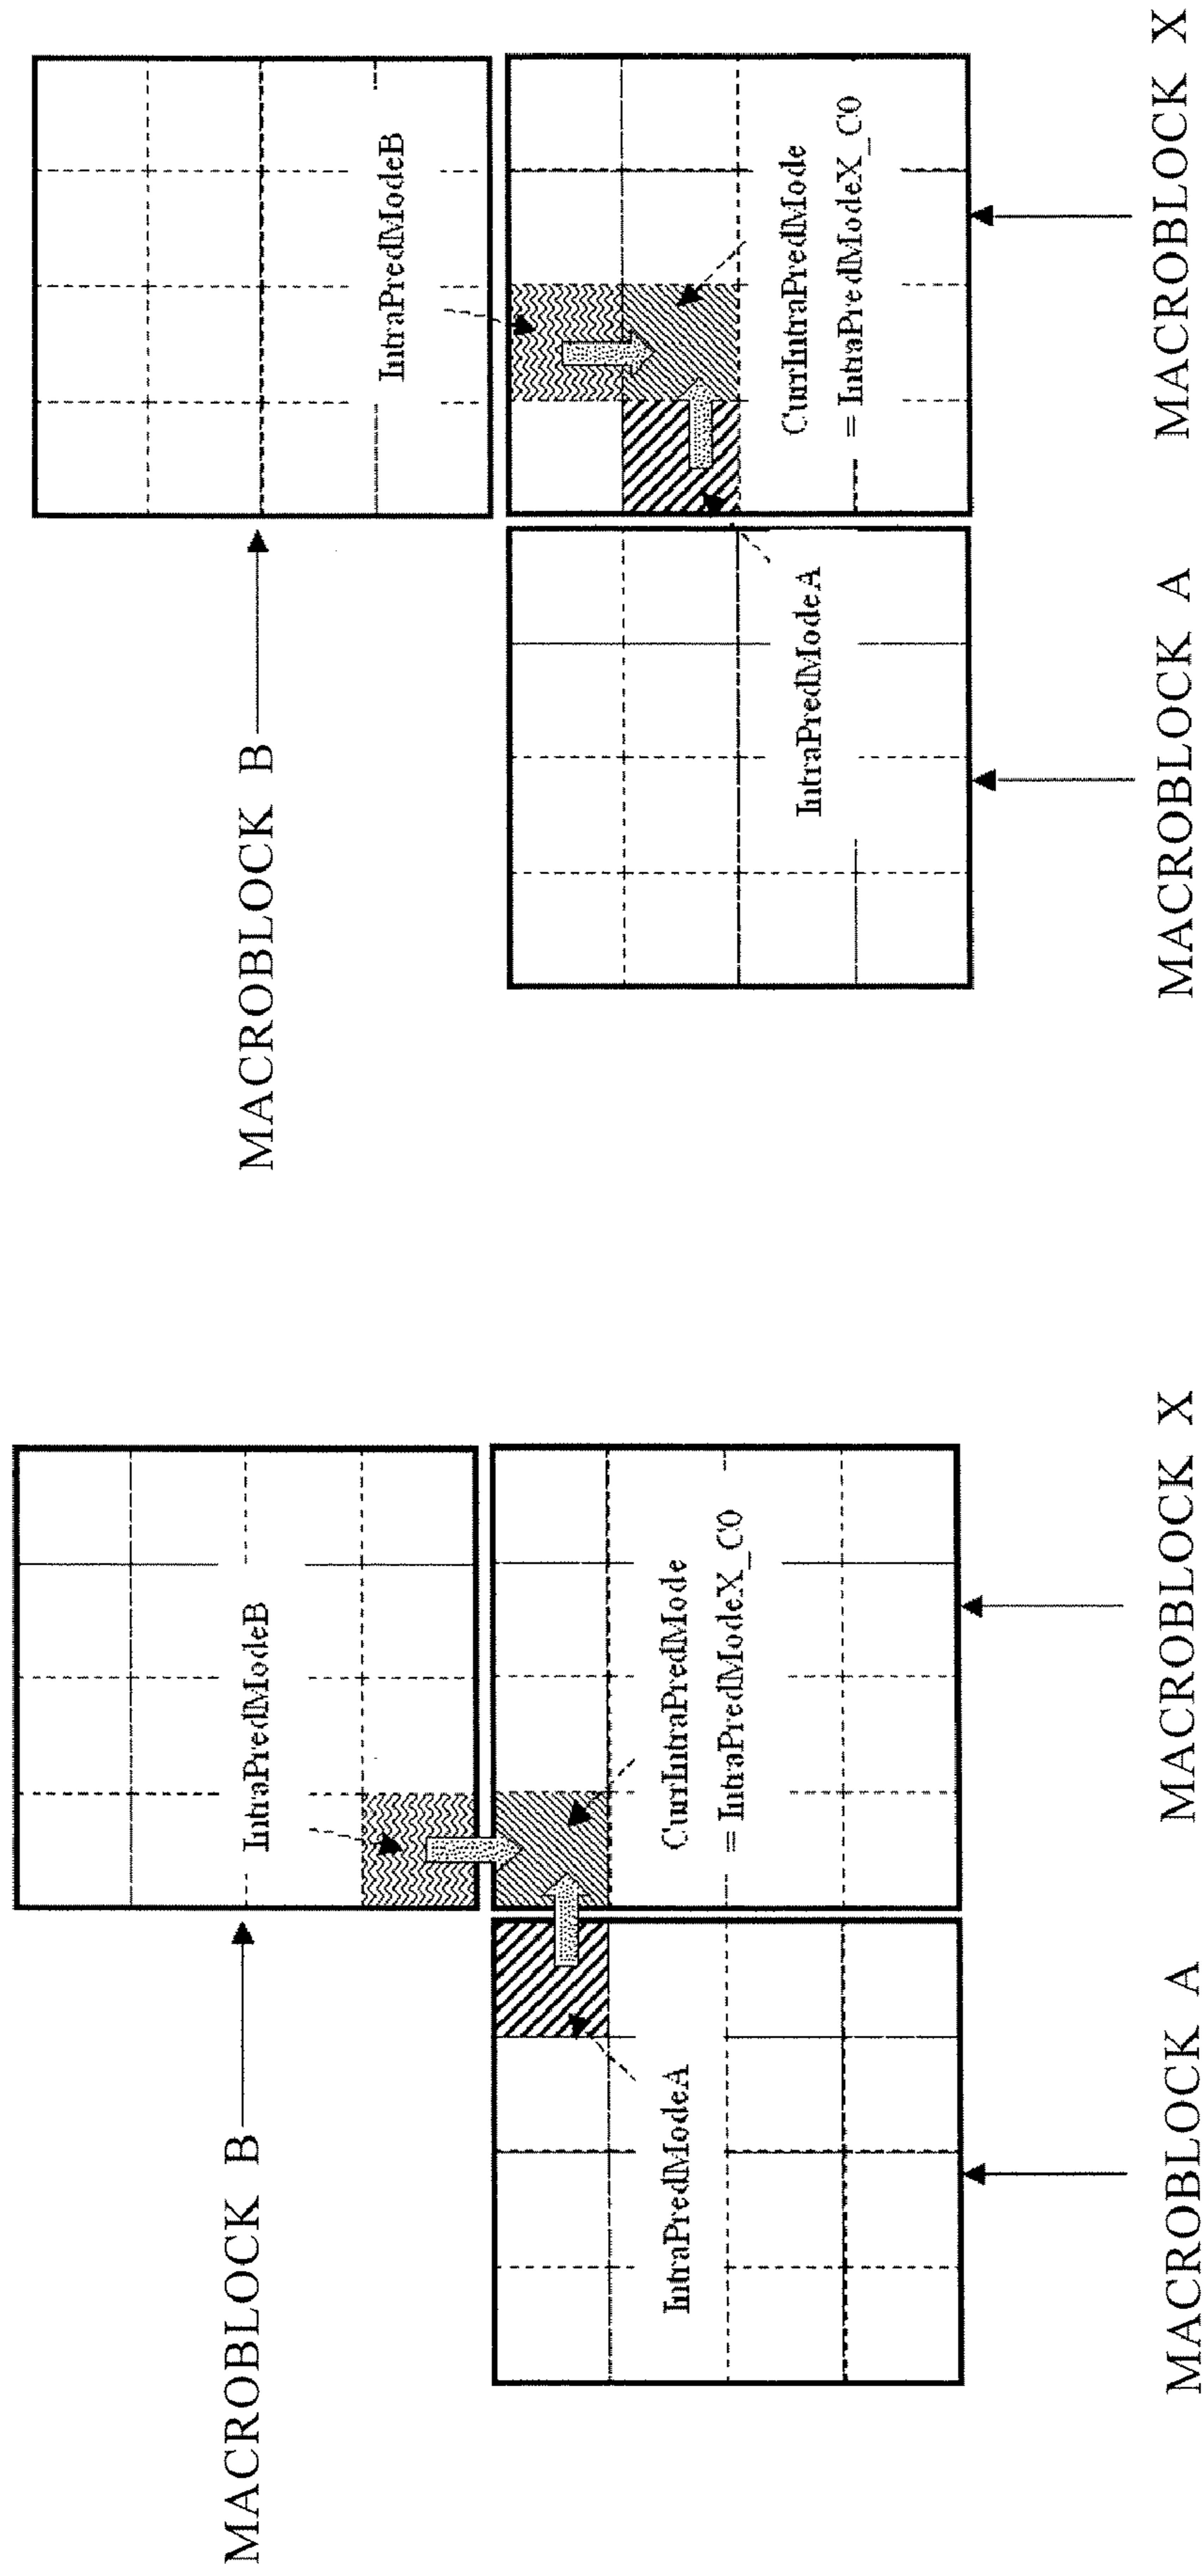 MACROBLOCK B
IntraPredModeB
IntraPredModeA
CurrIntraPredMode
= IntraPredModeX_C0
MACROBLOCK A
MACROBLOCK X
MACROBLOCK B
IntraPredModeB
IntraPredModeA
CurrIntraPredMode
= IntraPredModeX_C0
MACROBLOCK A
MACROBLOCK X